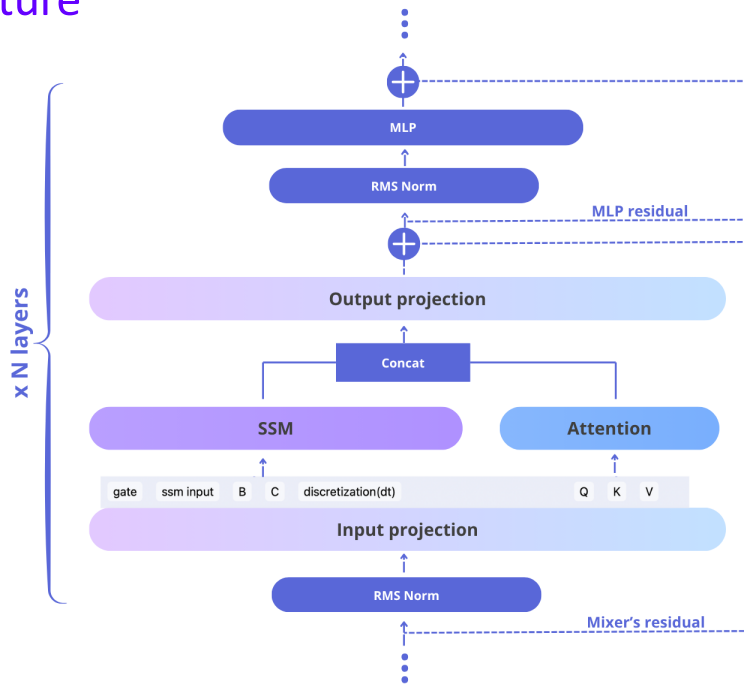 MLP
RMS Norm
MLP residual
Output projection
x N layers
Concat
SSM
Attention
gate ssm input B C discretization(dt) Q K V
Input projection
RMS Norm
Mixer's residual